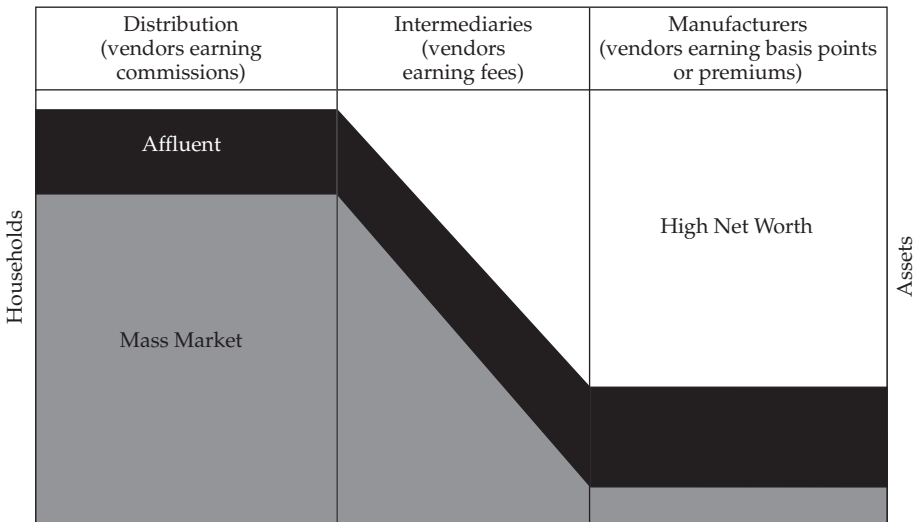 Distribution
(vendors earning
commissions)
Intermediaries
(vendors
earning fees)
Manufacturers
(vendors earning basis points
or premiums)
Households
Affluent
Mass Market
High Net Worth
Assets